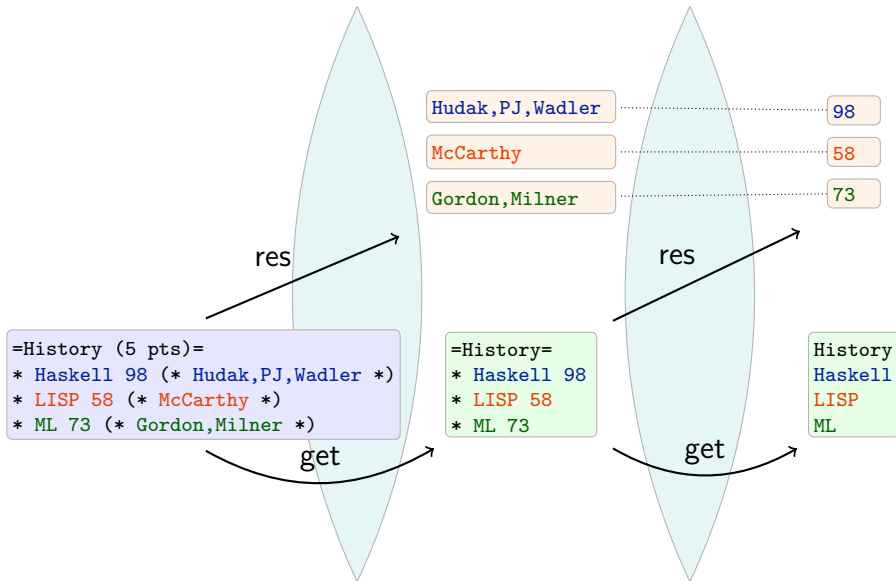 Hudak,PJ,Wadler
98
McCarthy
58
Gordon,Milner
73
res
res
=History (5 pts)=
* Haskell 98 (* Hudak,PJ,Wadler *)
* LISP 58 (* McCarthy *)
* ML 73 (* Gordon,Milner *)
=History=
* Haskell 98
* LISP 58
* ML 73
History
Haskell
LISP
ML
get
get